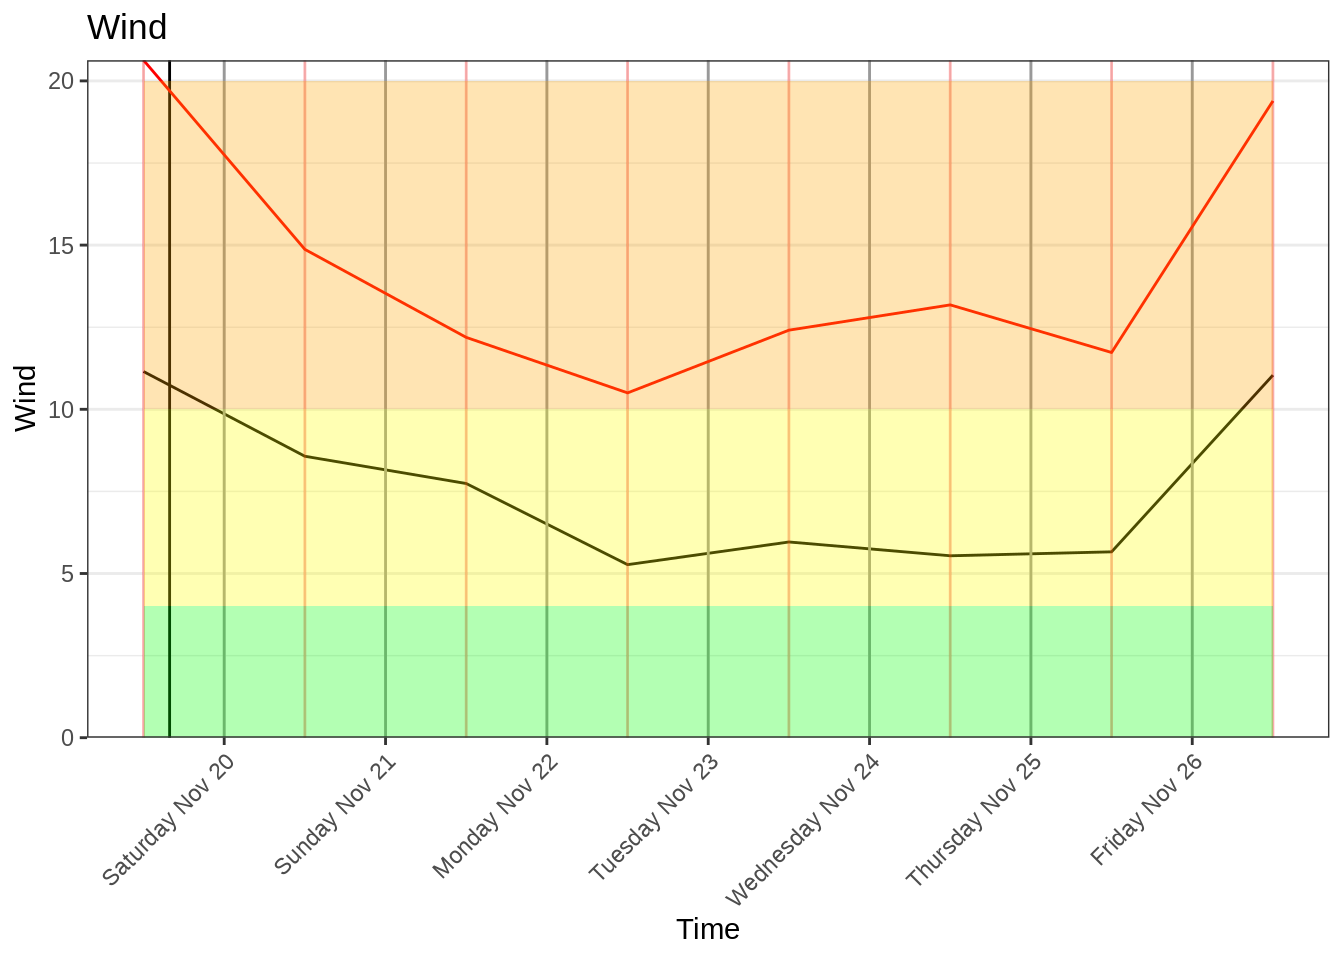 Wind
20
15
10
5
0
Wind
Saturday Nov 20
Sunday Nov 21
Monday Nov 22
Tuesday Nov 23
Wednesday Nov 24
Thursday Nov 25
Friday Nov 26
Time